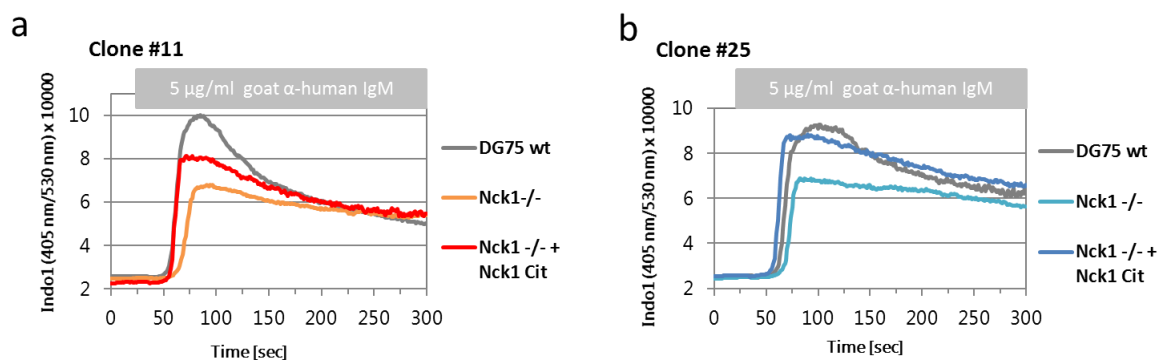 a
Clone #11
5 µg/ml goat α-human IgM
Indo1 (405 nm/530 nm) x 10000
10
8
6
4
2
0
50
100
150
200
250
300
Time [sec]
DG75 wt
Nck1-/-
Nck1 -/- +
Nck1 Cit
b
Clone #25
5 µg/ml goat α-human IgM
Indo1 (405 nm/530 nm) x 10000
10
8
6
4
2
0
50
100
150
200
250
300
Time [sec]
DG75 wt
Nck1 -/-
Nck1 -/- +
Nck1 Cit